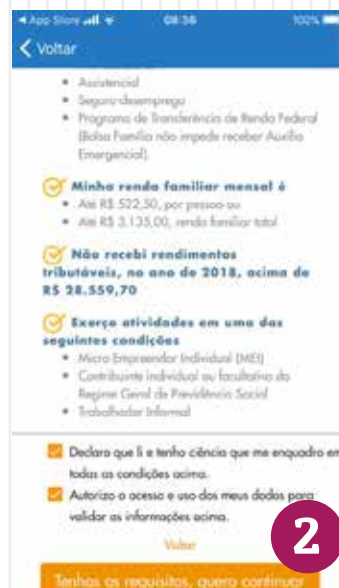 App Store 08:36 100%
Voltar
• Assistencial
• Seguro-desemprego
• Programa de Transferência de Renda Federal
(Bolsa Família não impede receber Auxílio
Emergencial).
Minha renda familiar mensal é
• Até R$ 522,50, por pessoa ou
• Até R$ 3.135,00, renda familiar total
Não recebi rendimentos
tributáveis, no ano de 2018, acima de
R$ 28.559,70
Exerço atividades em uma das
seguintes condições
• Micro Empreendor Individual (MEI)
• Contribuinte individual ou facultativo do
Regime Geral de Previdência Social
• Trabalhador Informal
Declaro que li e tenho ciência que me enquadro em
todas as condições acima.
Autorizo o acesso e uso dos meus dados para
validar as informações acima.
Voltar
2
Tenhos os requisitos, quero continuar